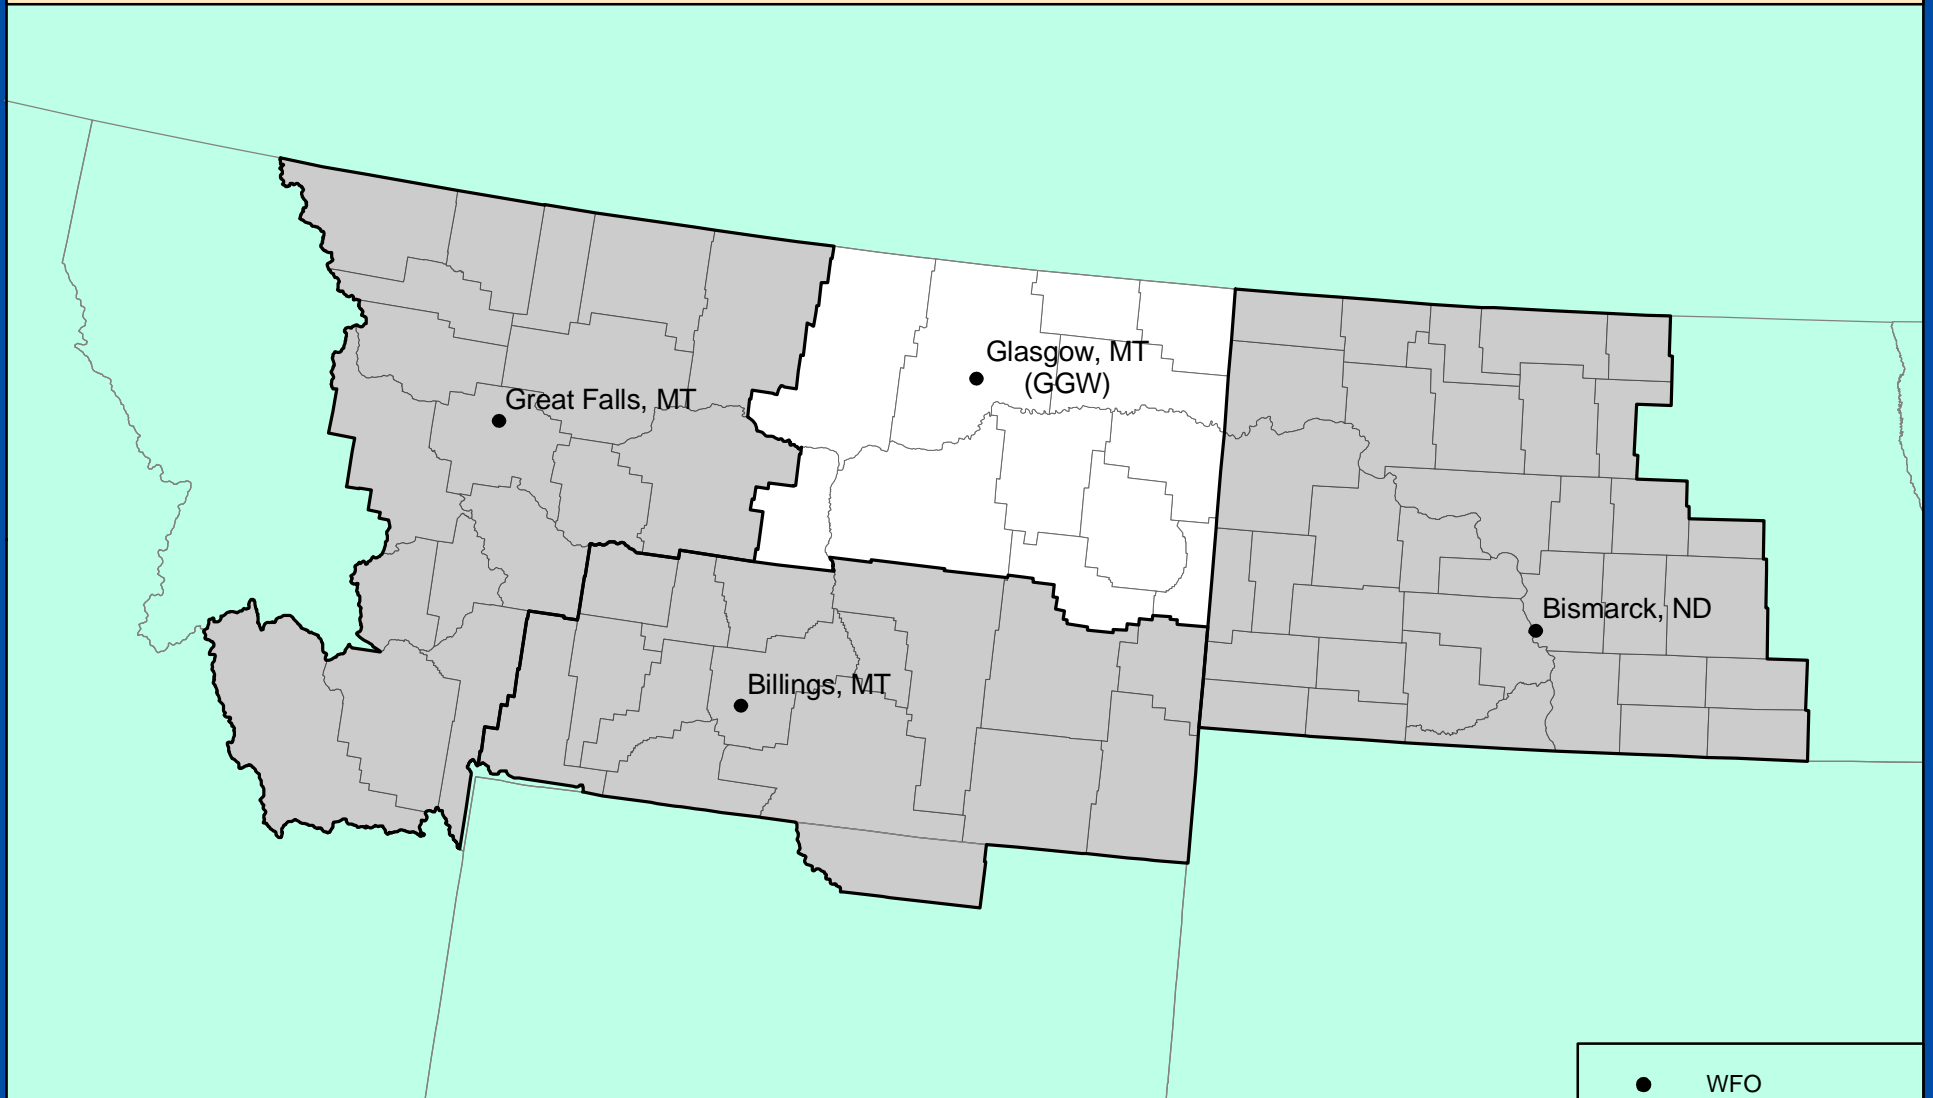 Glasgow, MT
(GGW)
Great Falls, MT
Bismarck, ND
Billings, MT
WFO